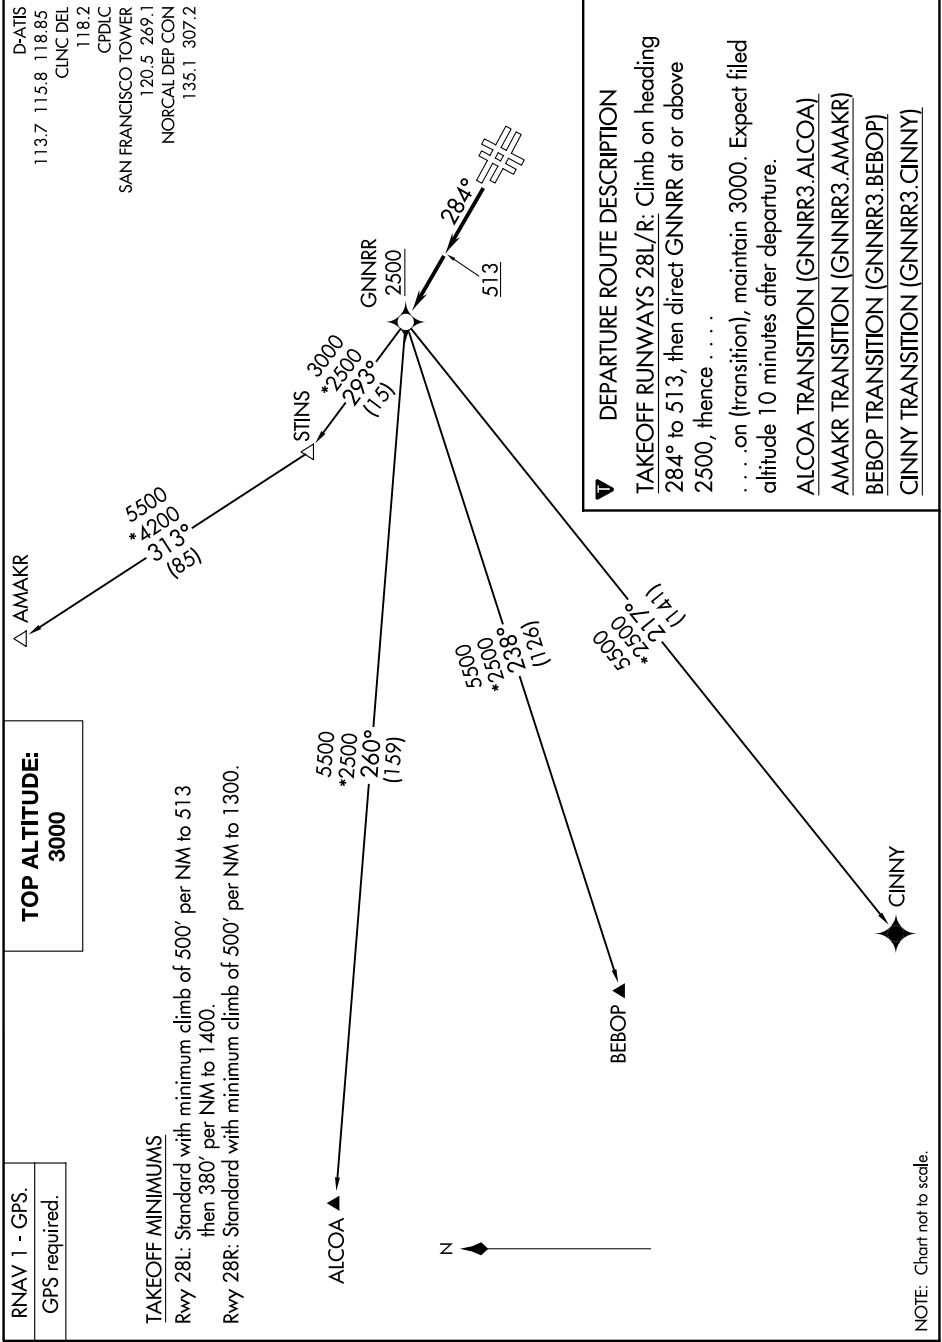 RNAV 1 - GPS.
GPS required.
TOP ALTITUDE:
3000
D-ATIS
113.7 115.8 118.85
CLNC DEL
118.2
CPDLC
SAN FRANCISCO TOWER
120.5 269.1
NORCAL DEP CON
135.1 307.2
TAKEOFF MINIMUMS
Rwy 28L: Standard with minimum climb of 500' per NM to 513
then 380' per NM to 1400.
Rwy 28R: Standard with minimum climb of 500' per NM to 1300.
AMAKR
5500
*4200
313°
(85)
STINS
3000
*2500
293°
(15)
GNNRR
2500
284°
513
ALCOA
5500
*2500
260°
(159)
BEBOP
5500
*2500
238°
(126)
CINNY
5500
*2500
217°
(141)
N
T
DEPARTURE ROUTE DESCRIPTION
TAKEOFF RUNWAYS 28L/R: Climb on heading
284° to 513, then direct GNNRR at or above
2500, thence . . . .
. . . .on (transition), maintain 3000. Expect filed
altitude 10 minutes after departure.
ALCOA TRANSITION (GNNRR3.ALCOA)
AMAKR TRANSITION (GNNRR3.AMAKR)
BEBOP TRANSITION (GNNRR3.BEBOP)
CINNY TRANSITION (GNNRR3.CINNY)
NOTE: Chart not to scale.